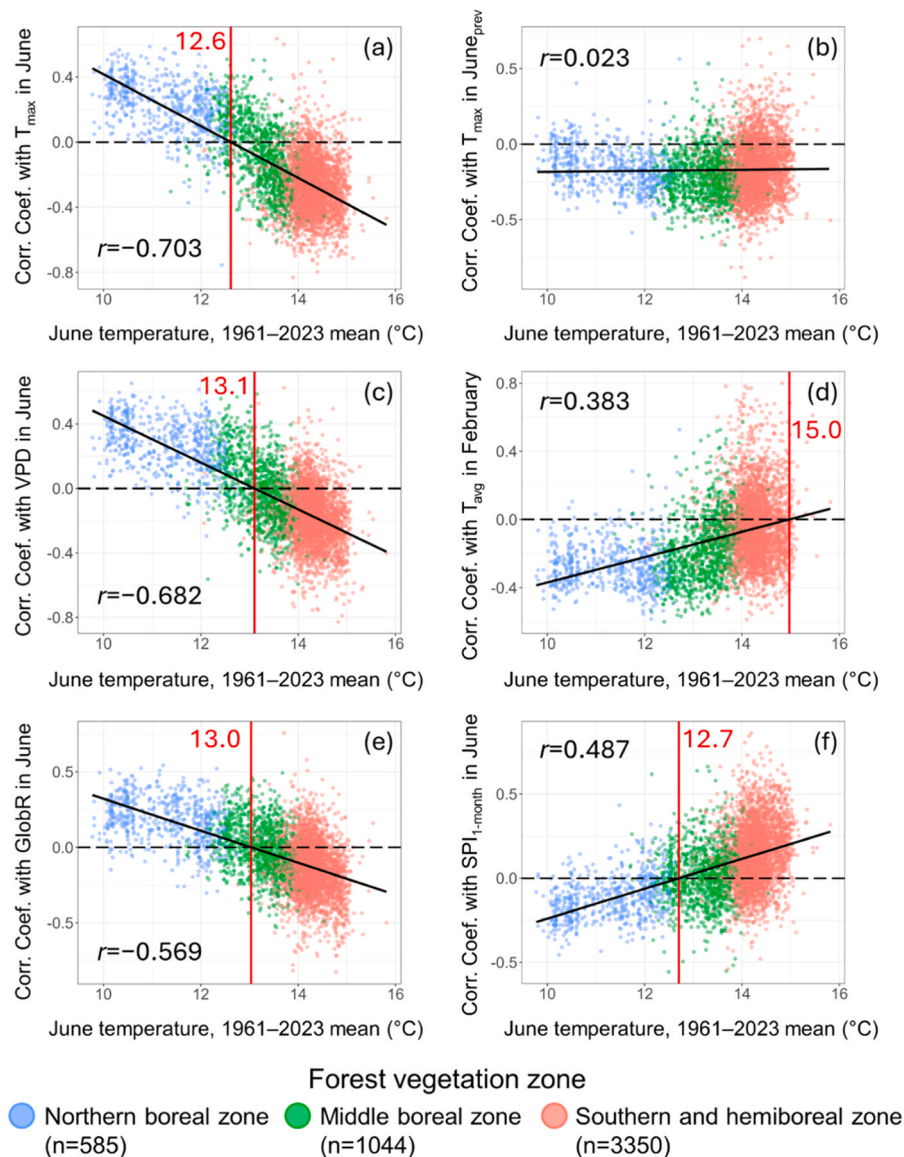 12.6
(a)
Corr. Coef. with Tmax in June
0.4
0.0
-0.4
-0.8
r=−0.703
10
12
14
16
June temperature, 1961–2023 mean (°C)
(b)
r=0.023
Corr. Coef. with Tmax in Juneprev
0.5
0.0
-0.5
10
12
14
16
June temperature, 1961–2023 mean (°C)
13.1
(c)
Corr. Coef. with VPD in June
0.4
0.0
-0.4
-0.8
r=−0.682
10
12
14
16
June temperature, 1961–2023 mean (°C)
(d)
r=0.383
15.0
Corr. Coef. with Tavg in February
0.8
0.4
0.0
-0.4
10
12
14
16
June temperature, 1961–2023 mean (°C)
13.0
(e)
Corr. Coef. with GlobR in June
0.5
0.0
-0.5
r=−0.569
10
12
14
16
June temperature, 1961–2023 mean (°C)
(f)
r=0.487
12.7
Corr. Coef. with SPI1-month in June
0.5
0.0
-0.5
10
12
14
16
June temperature, 1961–2023 mean (°C)
Forest vegetation zone
Northern boreal zone
(n=585)
Middle boreal zone
(n=1044)
Southern and hemiboreal zone
(n=3350)